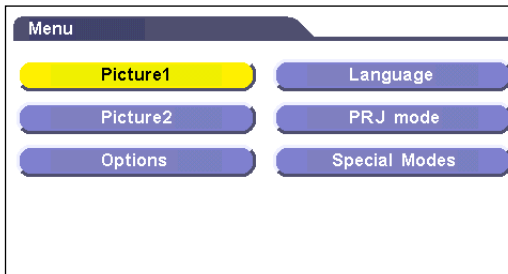 Menu
Picture1
Language
Picture2
PRJ mode
Options
Special Modes